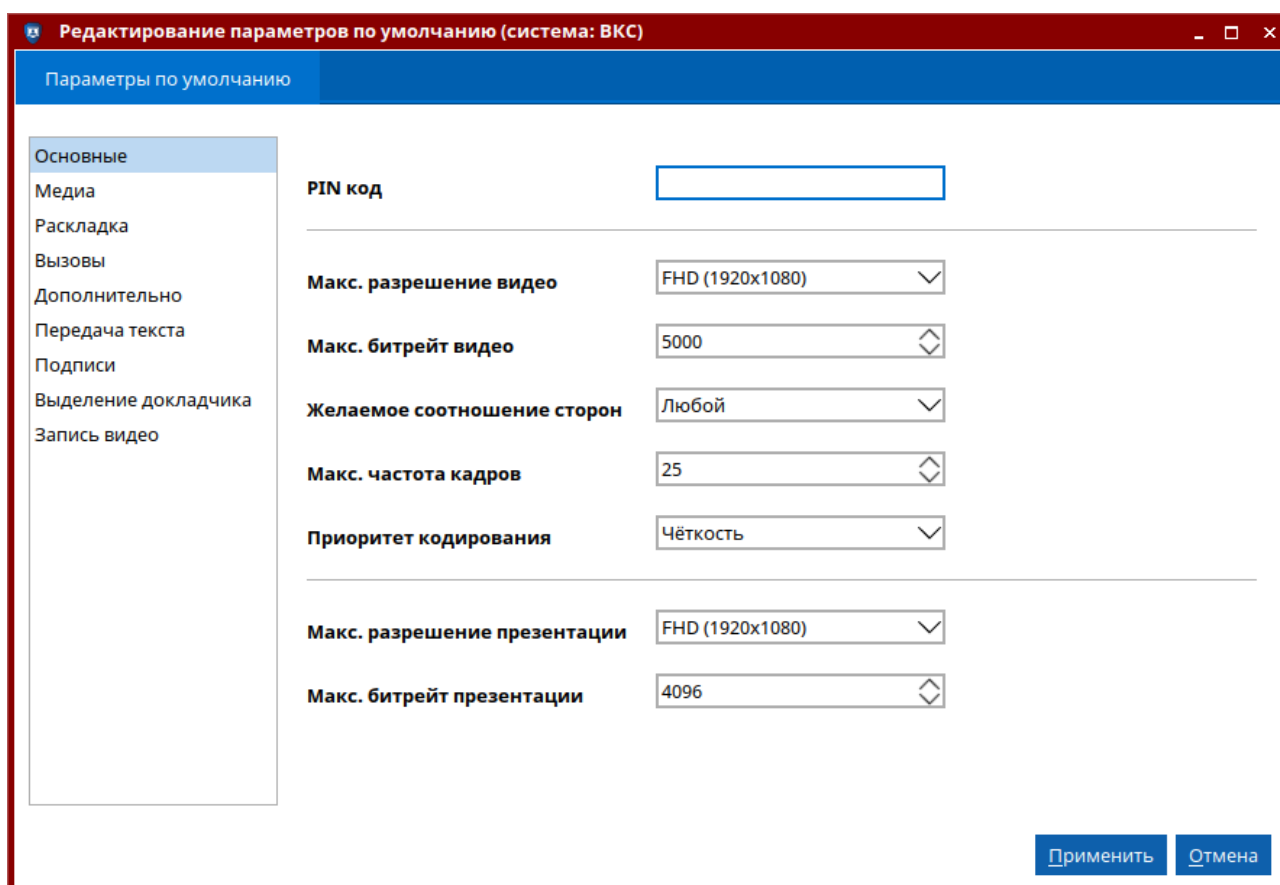 Редактирование параметров по умолчанию (система: ВКС)
Параметры по умолчанию
Основные
Медиа
Раскладка
Вызовы
Дополнительно
Передача текста
Подписи
Выделение докладчика
Запись видео
PIN код
Макс. разрешение видео FHD (1920x1080)
Макс. битрейт видео 5000
Желаемое соотношение сторон Любой
Макс. частота кадров 25
Приоритет кодирования Чёткость
Макс. разрешение презентации FHD (1920x1080)
Макс. битрейт презентации 4096
Применить Отмена